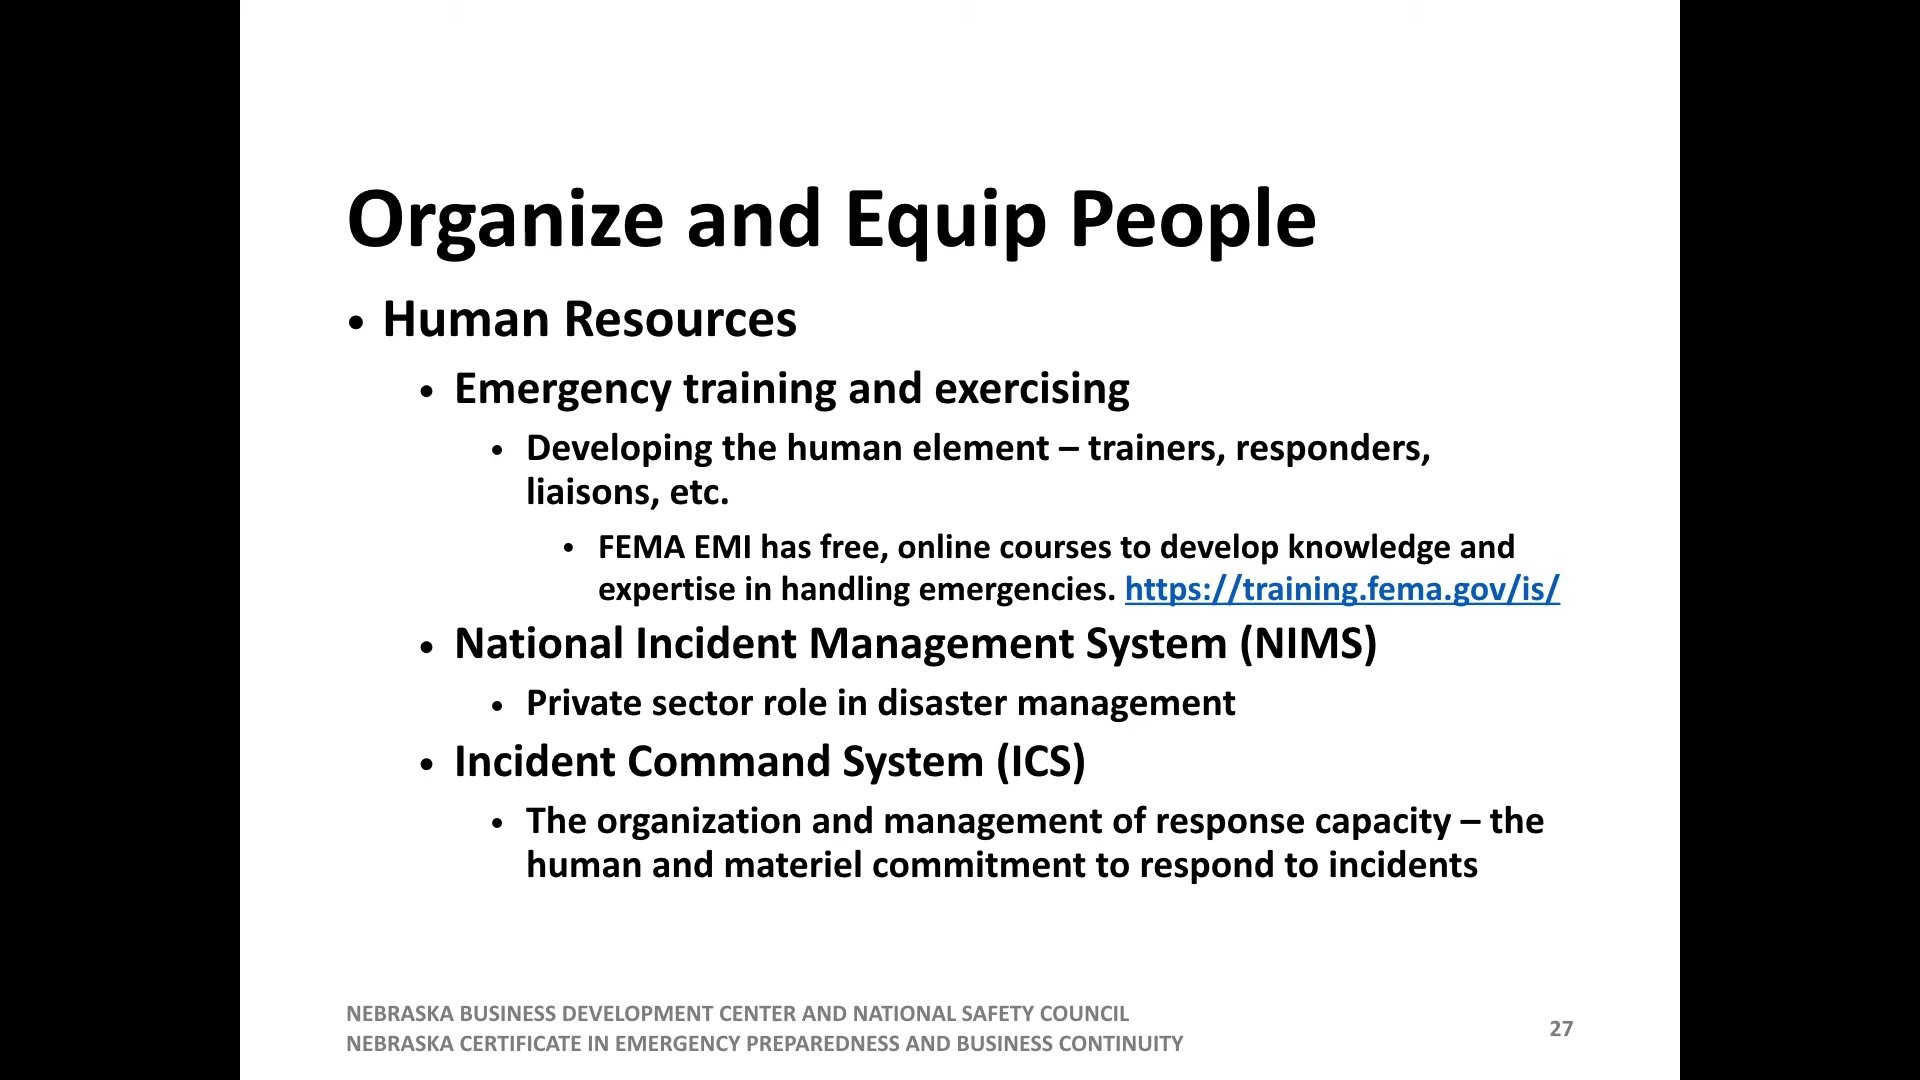 Organize and Equip People
• Human Resources
• Emergency training and exercising
• Developing the human element – trainers, responders,
liaisons, etc.
• FEMA EMI has free, online courses to develop knowledge and
expertise in handling emergencies. https://training.fema.gov/is/
• National Incident Management System (NIMS)
• Private sector role in disaster management
• Incident Command System (ICS)
• The organization and management of response capacity – the
human and materiel commitment to respond to incidents
NEBRASKA BUSINESS DEVELOPMENT CENTER AND NATIONAL SAFETY COUNCIL
NEBRASKA CERTIFICATE IN EMERGENCY PREPAREDNESS AND BUSINESS CONTINUITY
27